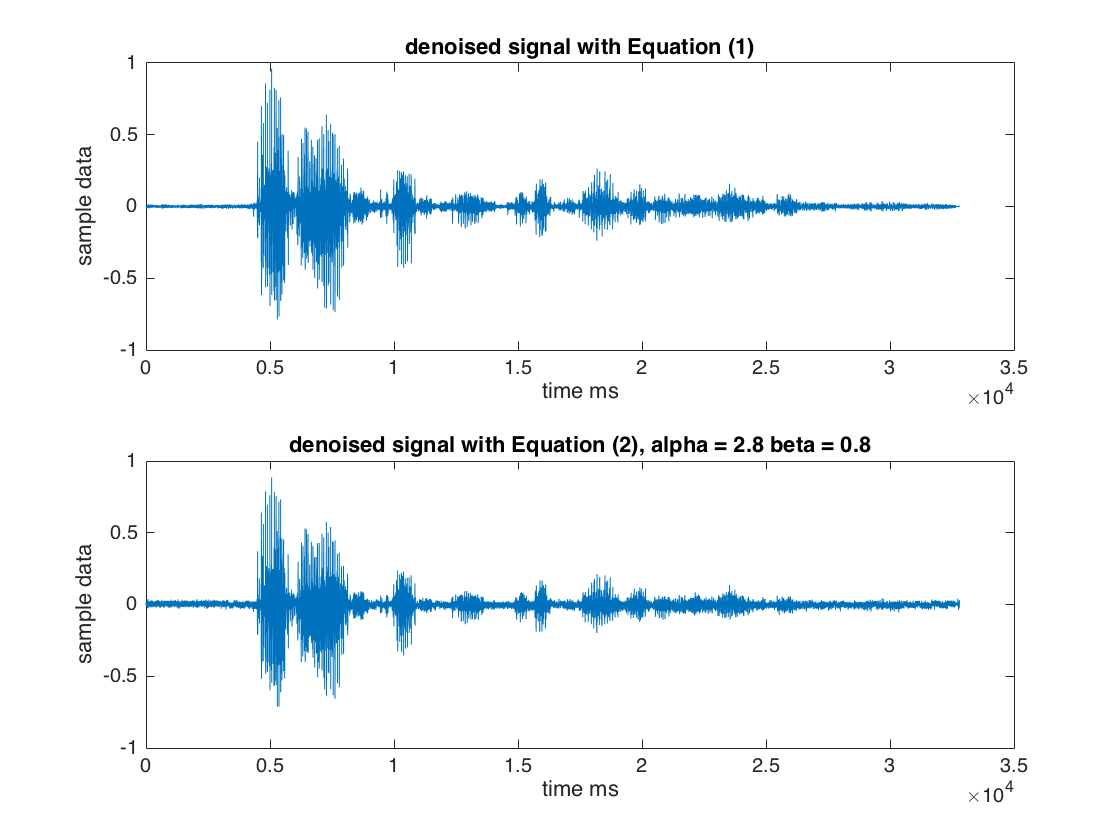 denoised signal with Equation (1)
1
0.5
0
-0.5
-1
sample data
0 0.5 1 1.5 2 2.5 3 3.5
time ms
×10^4
denoised signal with Equation (2), alpha = 2.8 beta = 0.8
1
0.5
0
-0.5
-1
sample data
0 0.5 1 1.5 2 2.5 3 3.5
time ms
×10^4